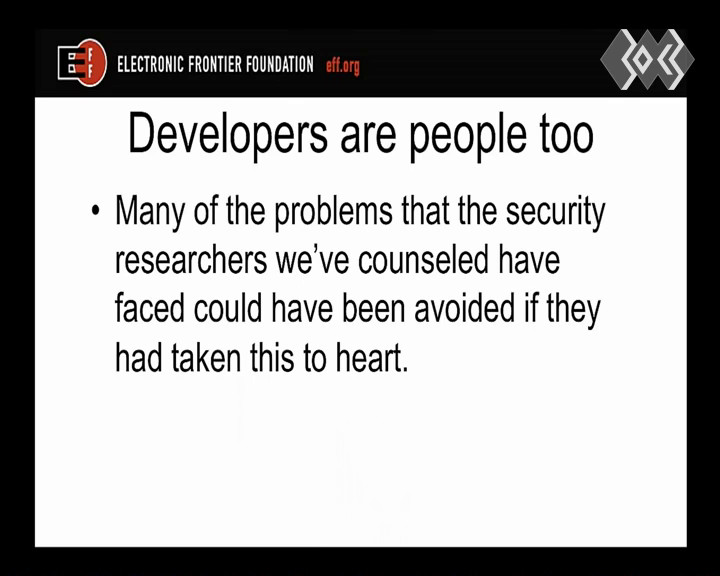 EFF
ELECTRONIC FRONTIER FOUNDATION eff.org
Developers are people too
• Many of the problems that the security
researchers we’ve counseled have
faced could have been avoided if they
had taken this to heart.